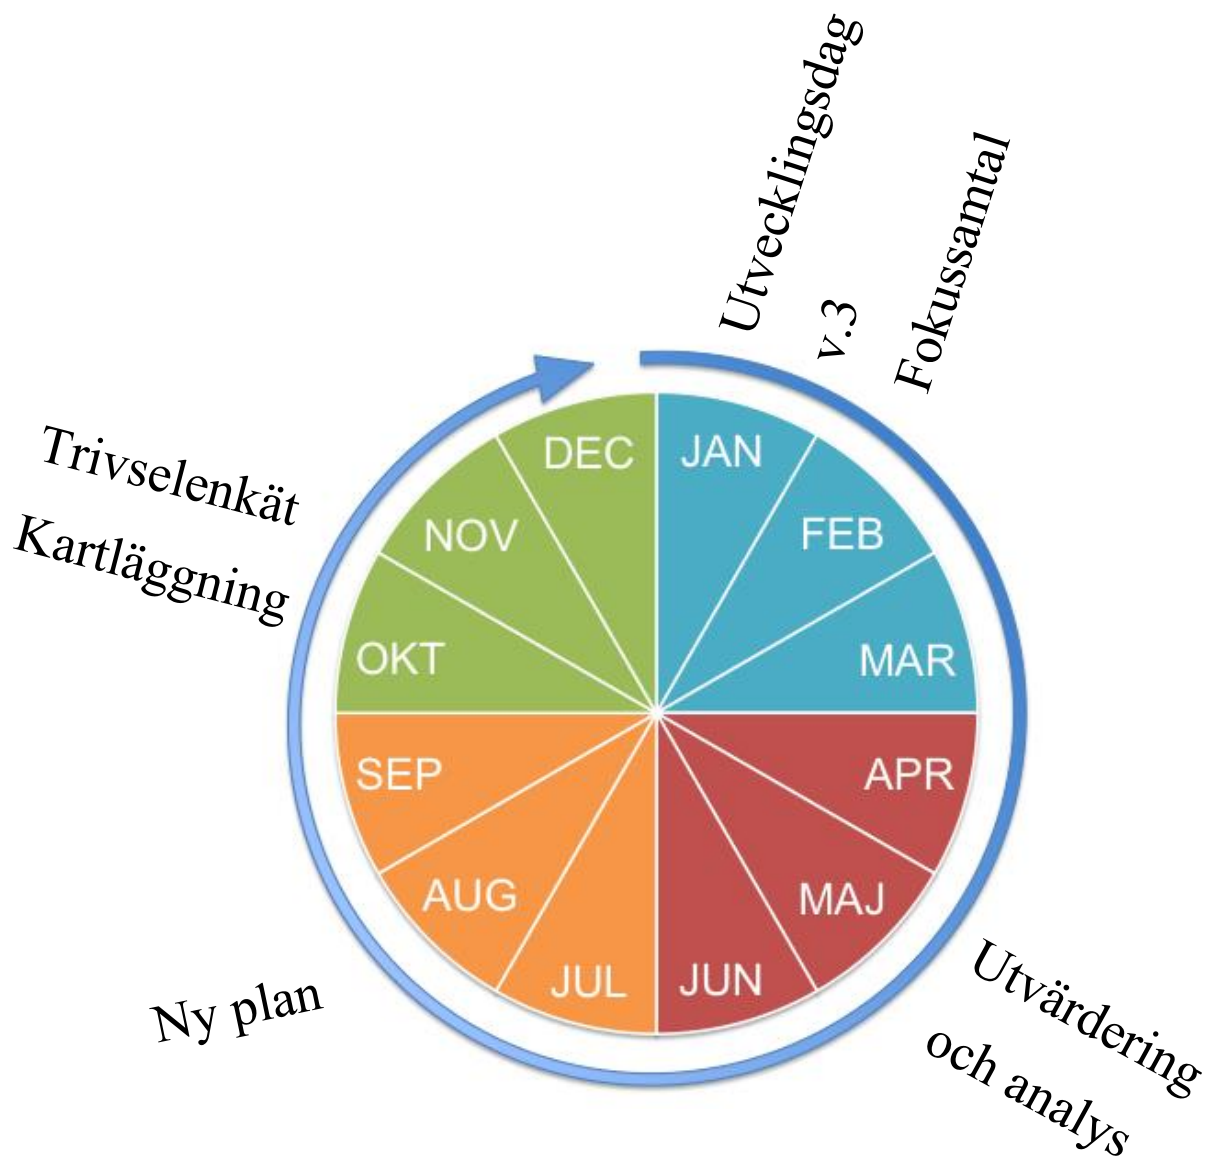 Utvecklingsdag
v.3
Fokussamtal
Trivselenkät
Kartläggning
DEC
JAN
NOV
FEB
OKT
MAR
SEP
APR
AUG
MAJ
JUL
JUN
Ny plan
Utvärdering
och analys